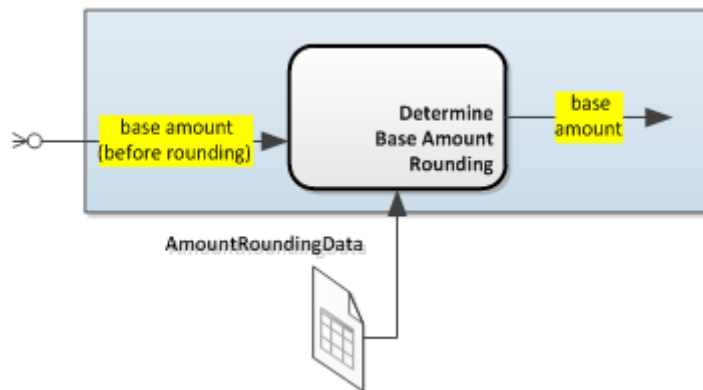 base amount
(before rounding)
Determine
Base Amount
Rounding
base
amount
AmountRoundingData